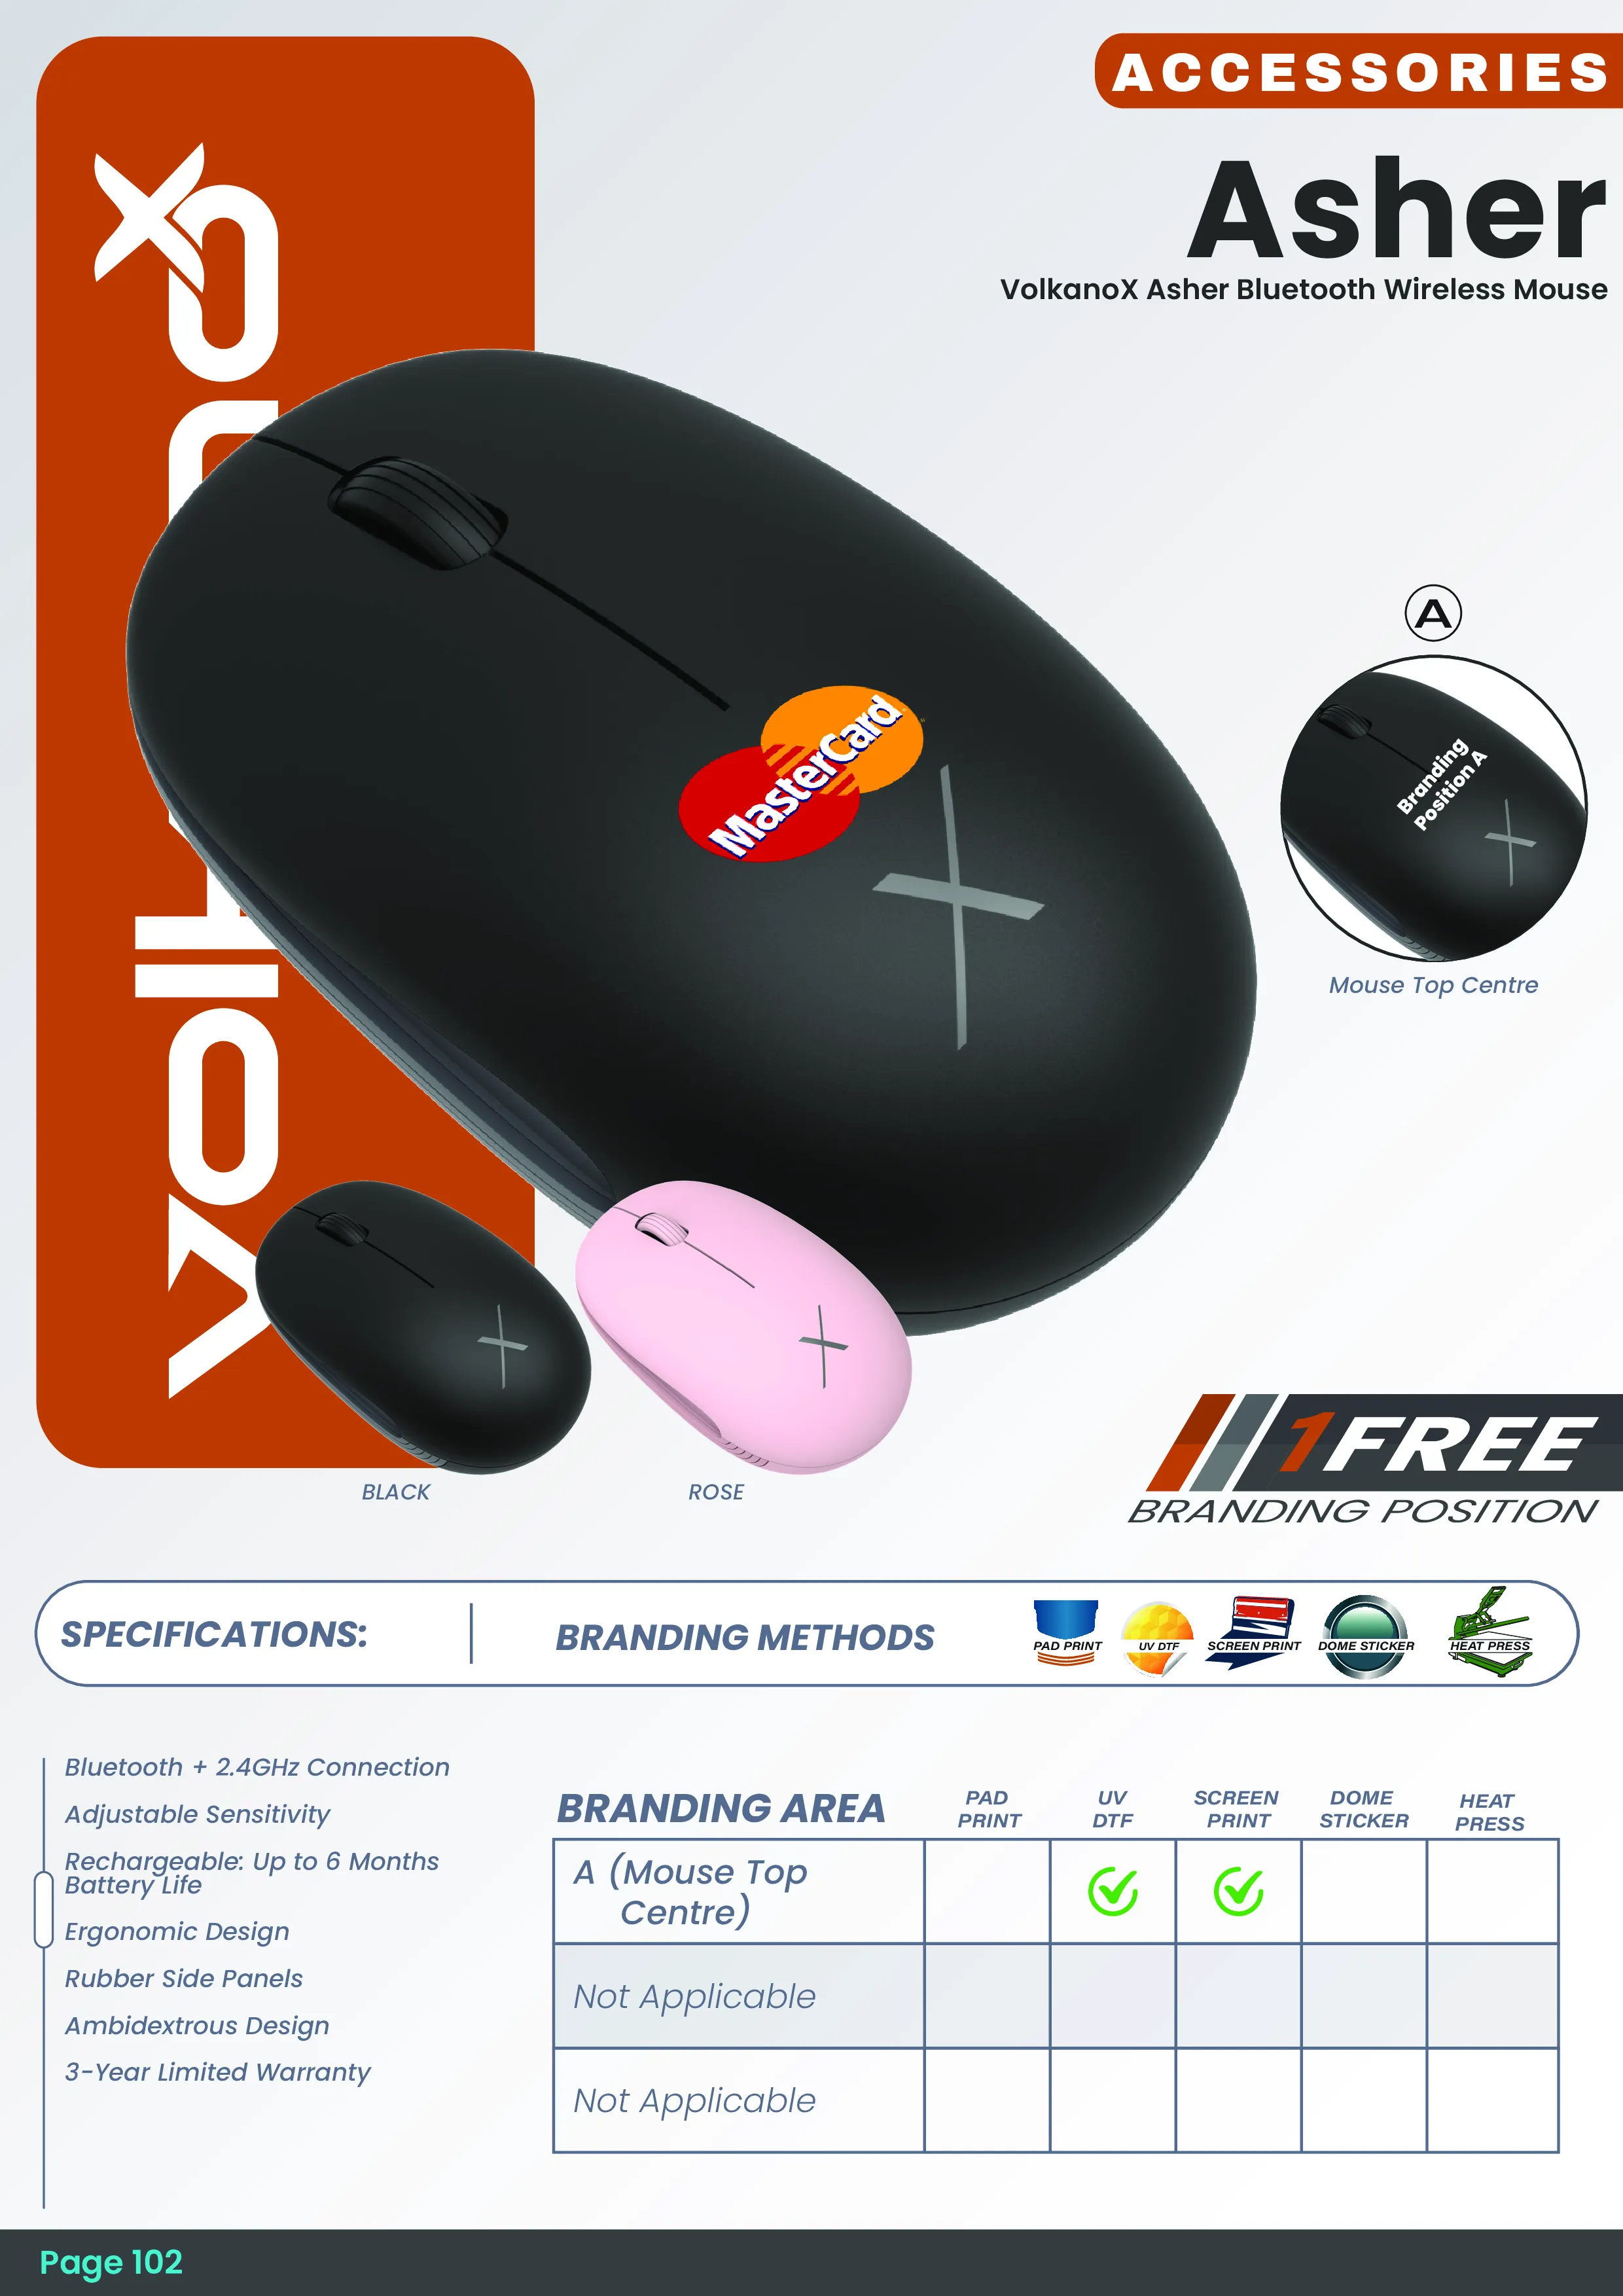 ACCESSORIES
Asher
VolkanoX Asher Bluetooth Wireless Mouse
MasterCard
A
Branding
Position A
Mouse Top Centre
BLACK
ROSE
1FREE
BRANDING POSITION
SPECIFICATIONS:
BRANDING METHODS
PAD PRINT
UV DTF
SCREEN PRINT
DOME STICKER
HEAT PRESS
Bluetooth + 2.4GHz Connection
Adjustable Sensitivity
Rechargeable: Up to 6 Months
Battery Life
Ergonomic Design
Rubber Side Panels
Ambidextrous Design
3-Year Limited Warranty
BRANDING AREA
PAD
PRINT
UV
DTF
SCREEN
PRINT
DOME
STICKER
HEAT
PRESS
A (Mouse Top
Centre)
Not Applicable
Not Applicable
Page 102